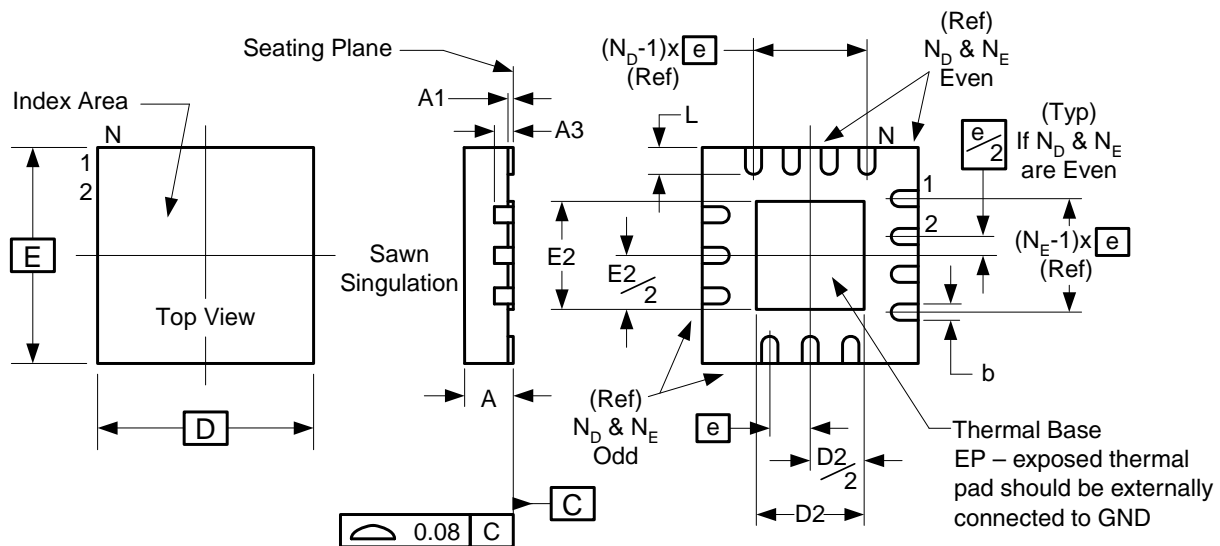 Seating Plane
Index Area
A1
A3
N
1
2
E
Top View
D
Sawn
Singulation
A
0.08 C
C
(Ref)
N_D & N_E
Even
(N_D-1)x e
(Ref)
L
N
e/2
(Typ)
If N_D & N_E
are Even
1
2
(N_E-1)x e
(Ref)
E2
E2/2
b
(Ref)
N_D & N_E
Odd
e
D2/2
D2
Thermal Base
EP – exposed thermal
pad should be externally
connected to GND